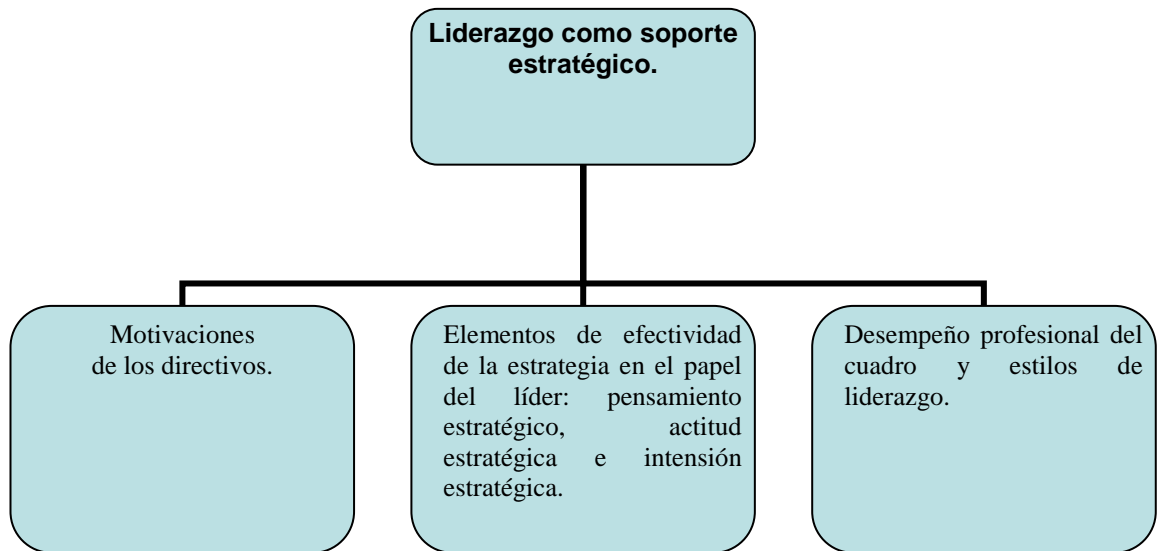 Liderazgo como soporte
estratégico.
Motivaciones
de los directivos.
Elementos de efectividad
de la estrategia en el papel
del líder: pensamiento
estratégico, actitud
estratégica e intensión
estratégica.
Desempeño profesional del
cuadro y estilos de
liderazgo.